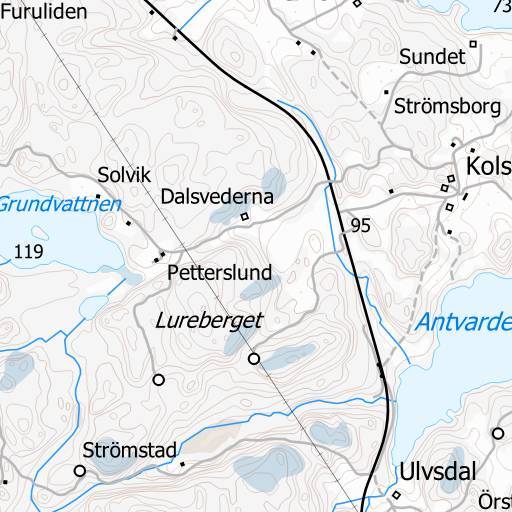 Furuliden
73
Sundet
Strömsborg
Solvik
Kols
Dalsvederna
Grundvattnen
95
119
Petterslund
Lureberget
Antvarde
Strömstad
Ulvsdal
Örst